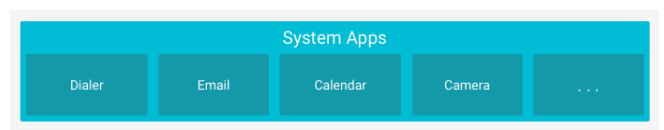 System Apps
Dialer Email Calendar Camera . . .